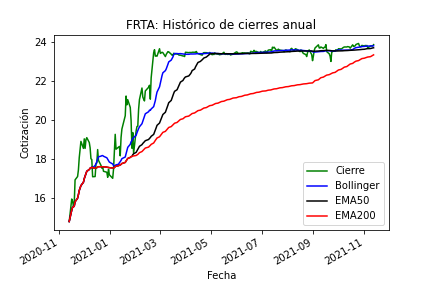 FRTA: Histórico de cierres anual
Cotización
24
22
20
18
16
2020-11
2021-01
2021-03
2021-05
2021-07
2021-09
2021-11
Fecha
Cierre
Bollinger
EMA50
EMA200